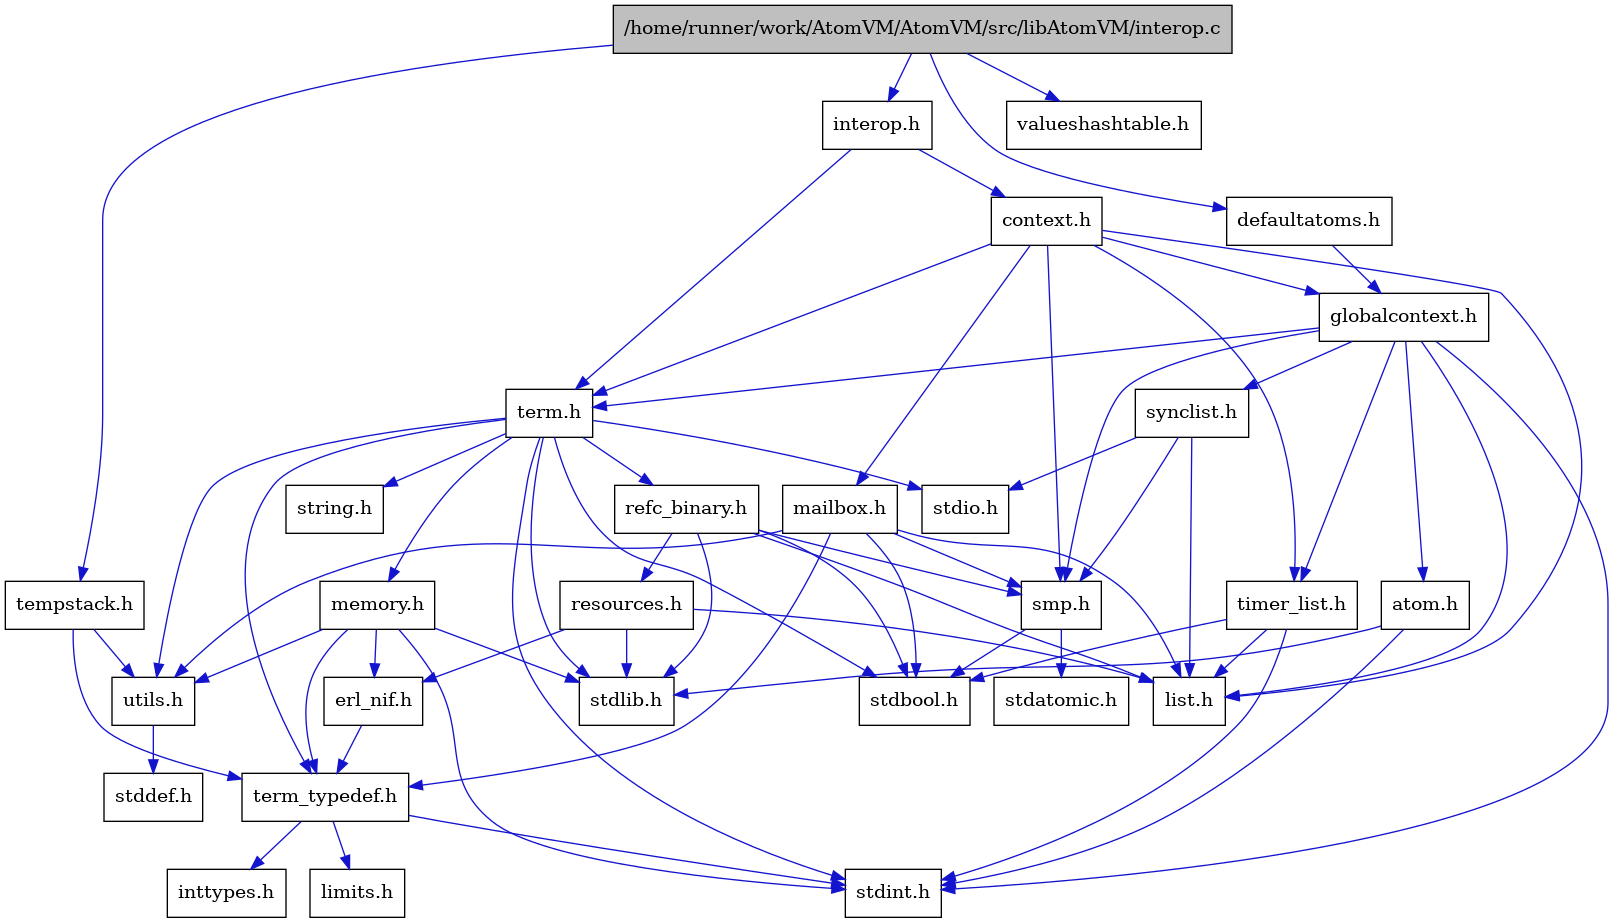 /home/runner/work/AtomVM/AtomVM/src/libAtomVM/interop.c
interop.h
valueshashtable.h
context.h
defaultatoms.h
globalcontext.h
term.h
synclist.h
string.h
refc_binary.h
mailbox.h
stdio.h
tempstack.h
memory.h
resources.h
smp.h
timer_list.h
atom.h
utils.h
erl_nif.h
stdlib.h
stdbool.h
stdatomic.h
list.h
stddef.h
term_typedef.h
inttypes.h
limits.h
stdint.h